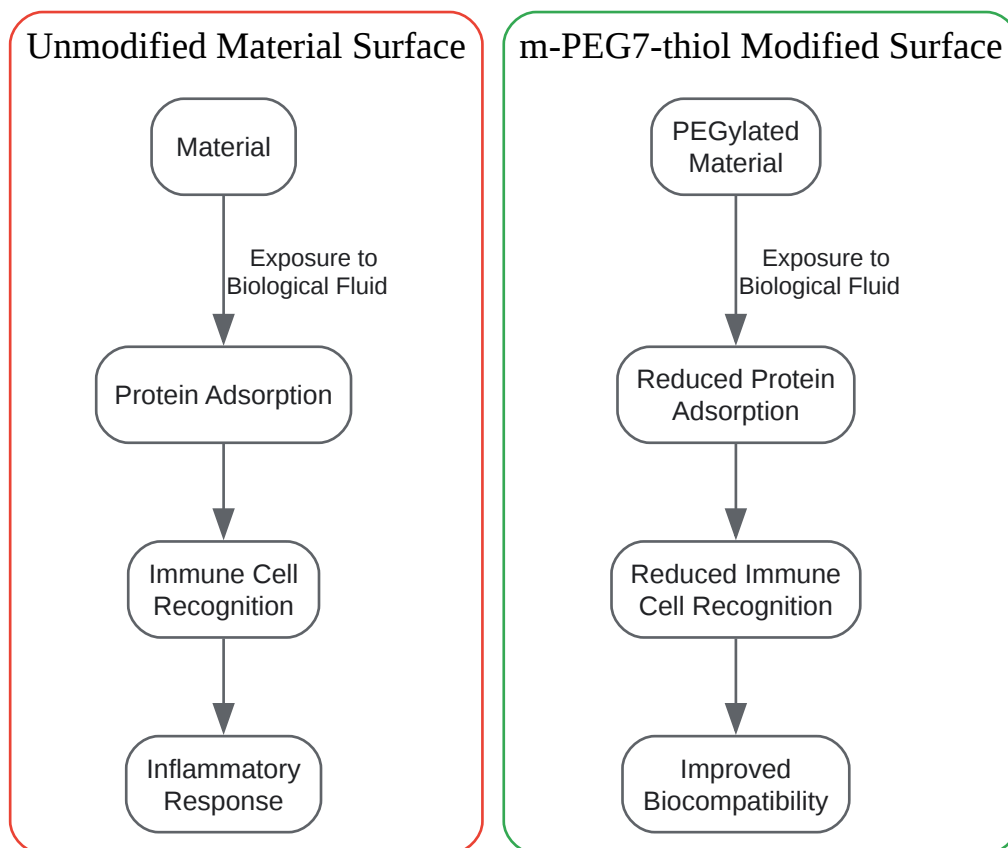 Unmodified Material Surface
Material
Exposure to
Biological Fluid
Protein Adsorption
Immune Cell
Recognition
Inflammatory
Response
m-PEG7-thiol Modified Surface
PEGylated
Material
Exposure to
Biological Fluid
Reduced Protein
Adsorption
Reduced Immune
Cell Recognition
Improved
Biocompatibility